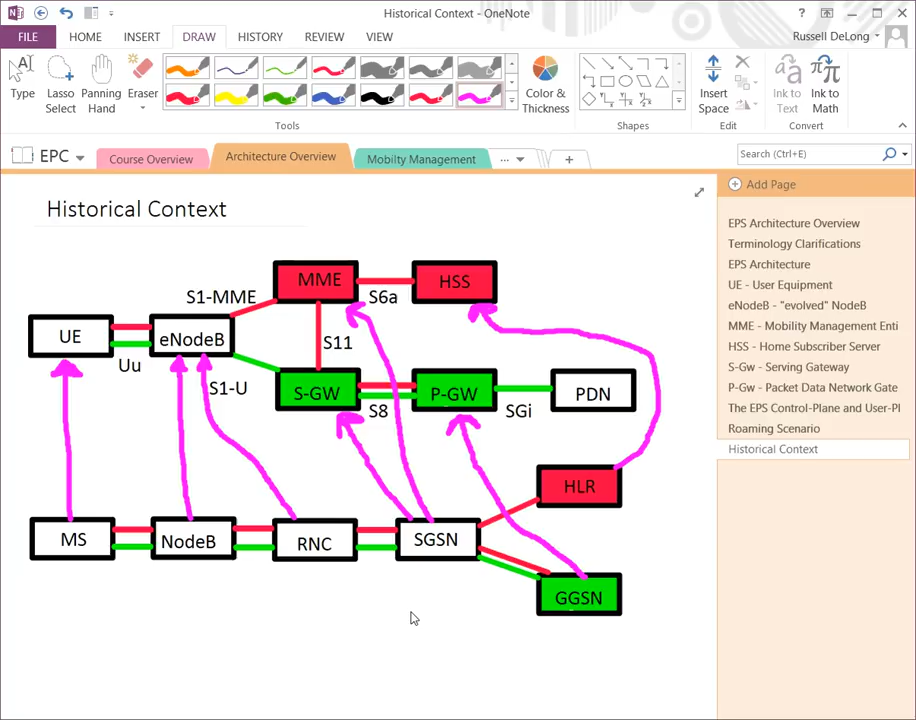 Historical Context - OneNote
Russell DeLong
FILE HOME INSERT DRAW HISTORY REVIEW VIEW
Type
Lasso Select
Panning Hand
Eraser
Color & Thickness
Insert Space
Ink to Text
Ink to Math
Tools
Shapes
Edit
Convert
EPC
Course Overview
Architecture Overview
Mobilty Management
...
Search (Ctrl+E)
Add Page
Historical Context
EPS Architecture Overview
Terminology Clarifications
EPS Architecture
UE - User Equipment
eNodeB - "evolved" NodeB
MME - Mobility Management Enti
HSS - Home Subscriber Server
S-Gw - Serving Gateway
P-Gw - Packet Data Network Gate
The EPS Control-Plane and User-Pl
Roaming Scenario
Historical Context
MME
HSS
S1-MME
S6a
UE
eNodeB
S11
Uu
S1-U
S-GW
P-GW
PDN
S8
SGi
HLR
MS
NodeB
RNC
SGSN
GGSN